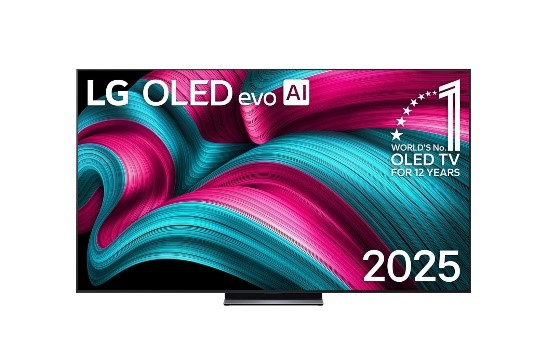 LG OLED evo AI
1
WORLD'S No.
OLED TV
FOR 12 YEARS
2025